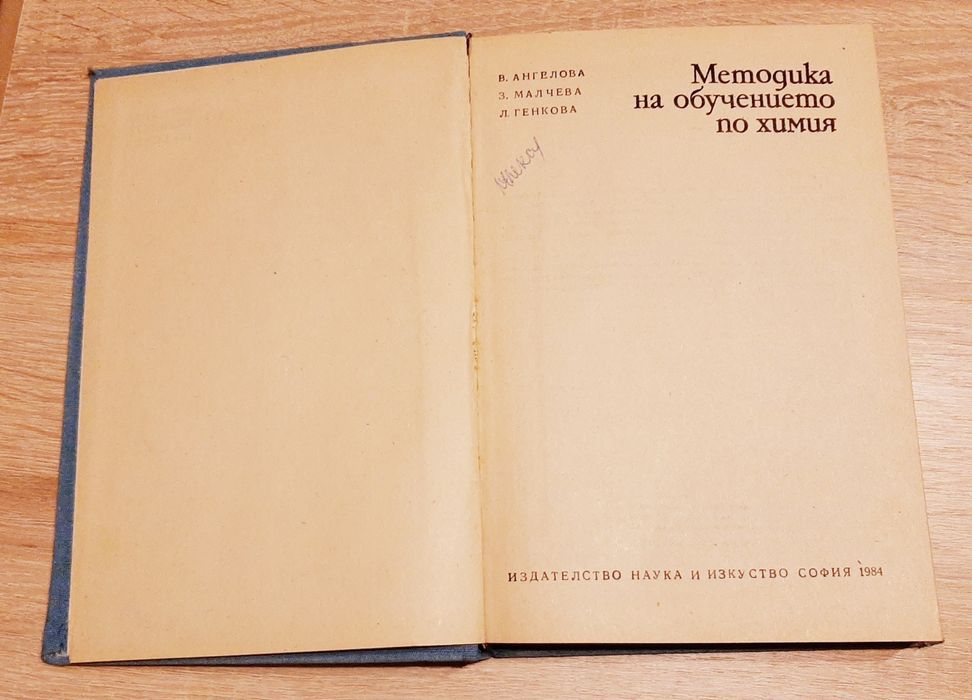 В. АНГЕЛОВА
З. МАЛЧЕВА
Л. ГЕНКОВА
Методика
на обучението
по химия
ИЗДАТЕЛСТВО НАУКА И ИЗКУСТВО СОФИЯ 1984